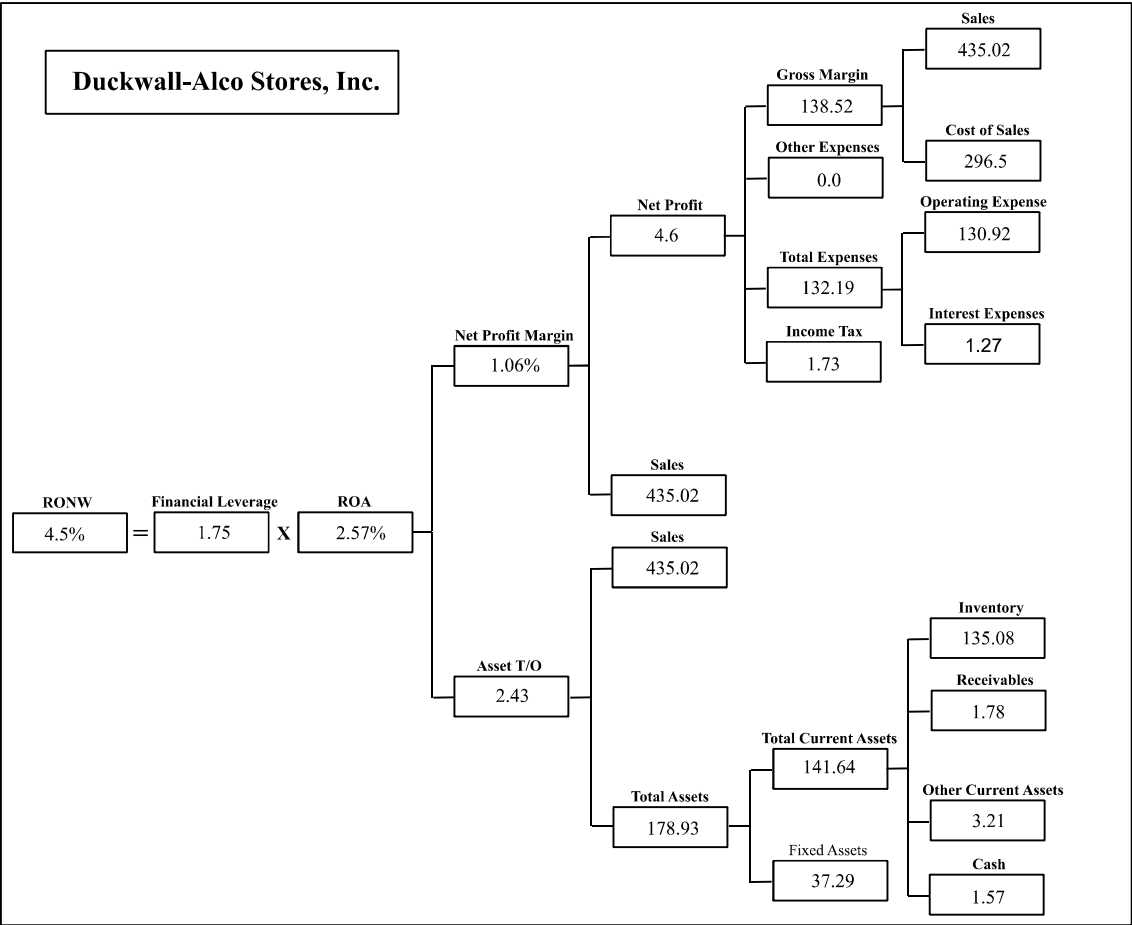 Duckwall-Alco Stores, Inc.
Sales
435.02
Gross Margin
138.52
Cost of Sales
296.5
Other Expenses
0.0
Operating Expense
130.92
Net Profit
4.6
Total Expenses
132.19
Interest Expenses
1.27
Income Tax
1.73
Net Profit Margin
1.06%
Sales
435.02
RONW
4.5%
=
Financial Leverage
1.75
X
ROA
2.57%
Sales
435.02
Asset T/O
2.43
Inventory
135.08
Receivables
1.78
Total Current Assets
141.64
Other Current Assets
3.21
Total Assets
178.93
Fixed Assets
37.29
Cash
1.57